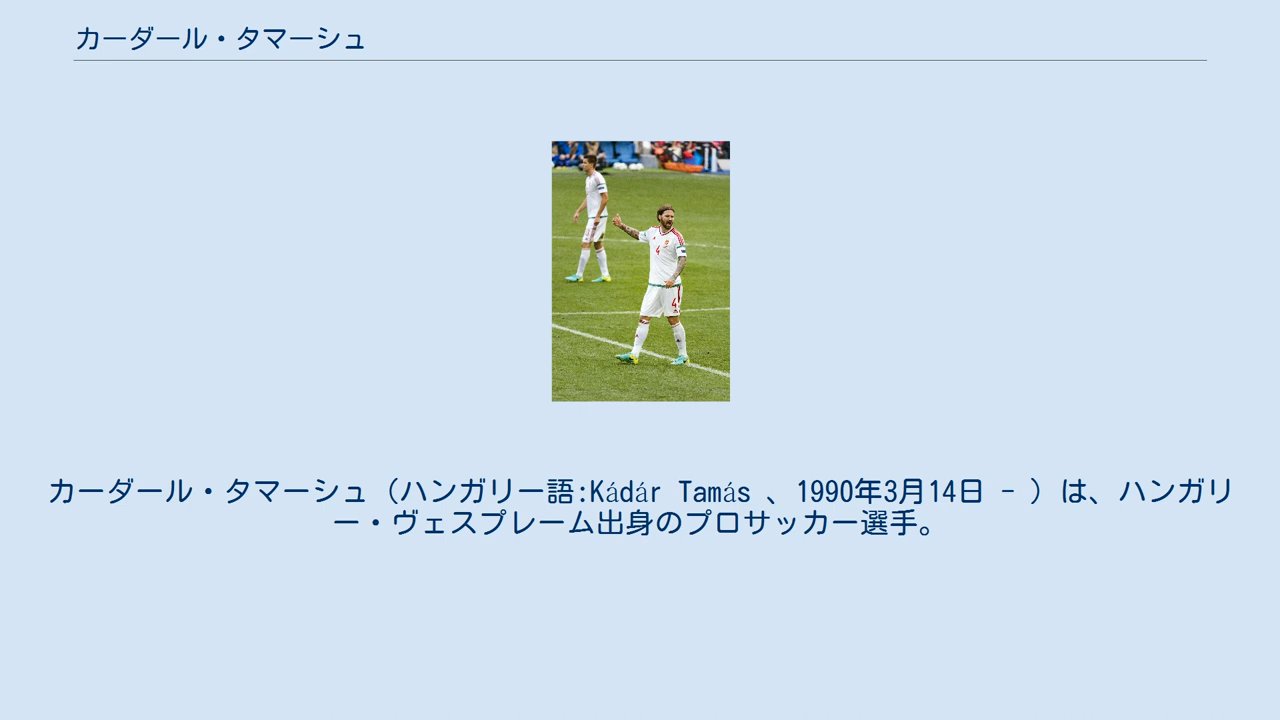 カーダール・タマーシュ
4
4
カーダール・タマーシュ（ハンガリー語:Kádár Tamás 、1990年3月14日 - ）は、ハンガリ
ー・ヴェスプレーム出身のプロサッカー選手。